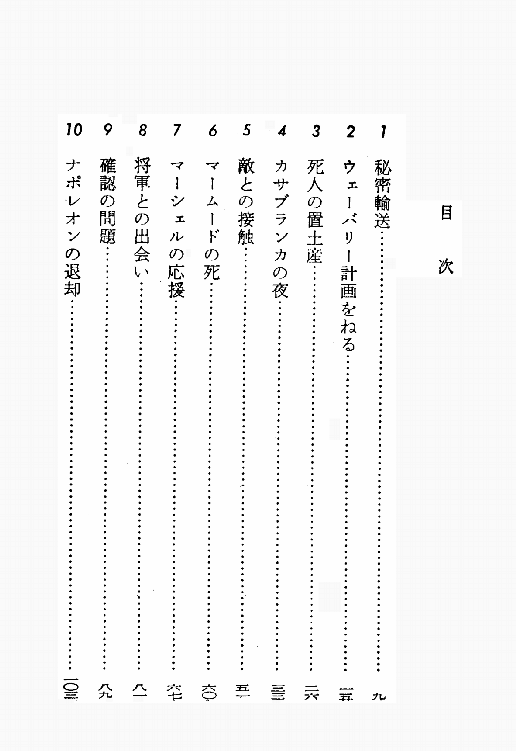 目次
1 秘密輸送……九
2 ウェーバリー計画をねる……一五
3 死人の置土産……二六
4 カサブランカの夜……三三
5 敵との接触……五一
6 マームードの死……六〇
7 マーシェルの応援……六七
8 将軍との出会い……八一
9 確認の問題……八九
10 ナポレオンの退却……一〇三